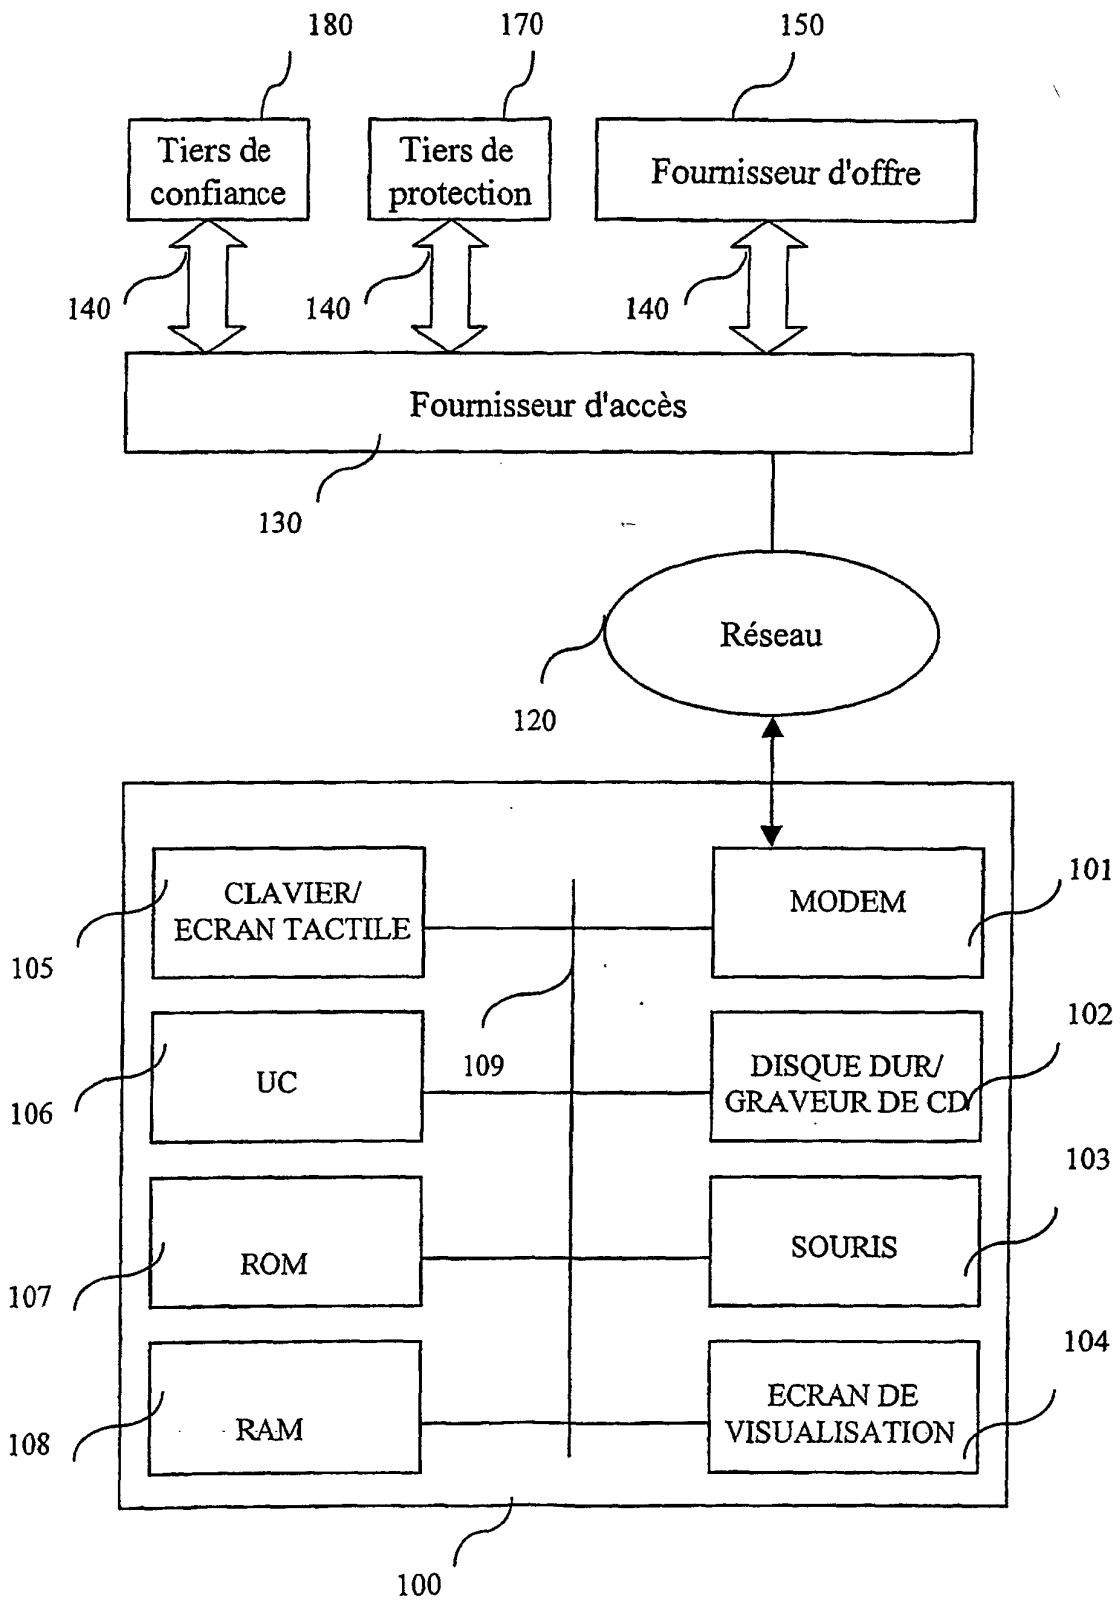 180
170
150
Tiers de
confiance
Tiers de
protection
Fournisseur d'offre
140
140
140
Fournisseur d'accès
130
Réseau
120
CLAVIER/
ECRAN TACTILE
MODEM
101
105
UC
109
DISQUE DUR/
GRAVEUR DE CD
102
106
ROM
SOURIS
103
107
RAM
ECRAN DE
VISUALISATION
104
108
100